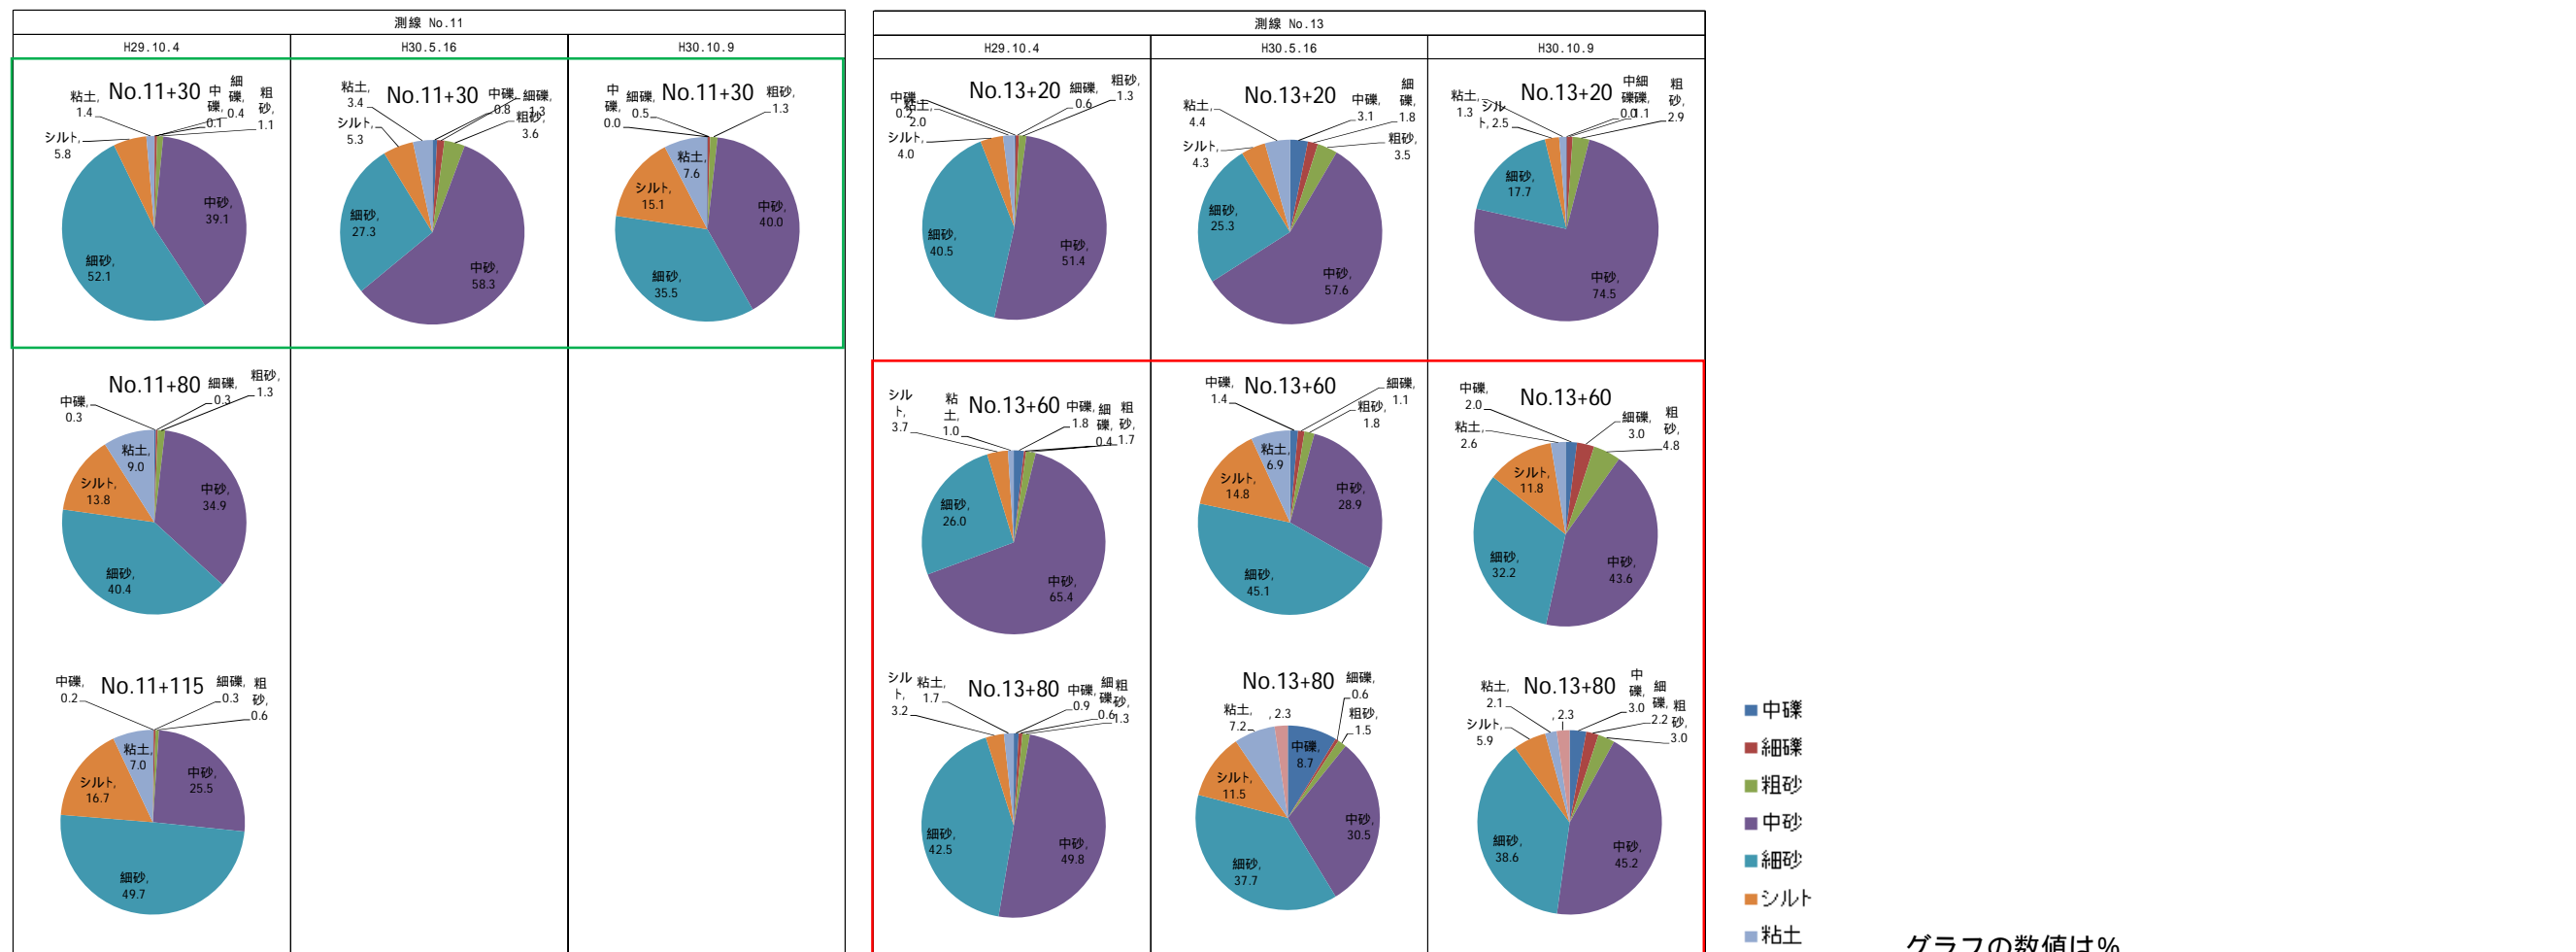 測線 No.11
H29.10.4
H30.5.16
H30.10.9
No.11+30
粘土,
1.4
シルト,
5.8
中
礫,
0.1
細
礫,
0.4
粗
砂,
1.1
中砂,
39.1
細砂,
52.1
No.11+30
粘土,
3.4
シルト,
5.3
中礫,
0.8
細礫,
1.3
粗砂,
3.6
細砂,
27.3
中砂,
58.3
No.11+30
中
礫,
0.0
細礫,
0.5
粗砂,
1.3
粘土,
7.6
シルト,
15.1
中砂,
40.0
細砂,
35.5
No.11+80
中礫,
0.3
細礫,
0.3
粗砂,
1.3
粘土,
9.0
シルト,
13.8
中砂,
34.9
細砂,
40.4
No.11+115
中礫,
0.2
細礫,
0.3
粗
砂,
0.6
粘土,
7.0
シルト,
16.7
中砂,
25.5
細砂,
49.7
測線 No.13
H29.10.4
H30.5.16
H30.10.9
No.13+20
中礫,
0.2
粘土,
2.0
シルト,
4.0
細礫,
0.6
粗砂,
1.3
細砂,
40.5
中砂,
51.4
No.13+20
粘土,
4.4
シルト,
4.3
中礫,
3.1
細
礫,
1.8
粗砂,
3.5
細砂,
25.3
中砂,
57.6
No.13+20
粘土,
1.3
シル
ト, 2.5
中
礫,
0.0
細
礫,
1.1
粗
砂,
2.9
細砂,
17.7
中砂,
74.5
No.13+60
シル
ト,
3.7
粘
土,
1.0
中礫,
1.8
細
礫,
0.4
粗
砂,
1.7
細砂,
26.0
中砂,
65.4
No.13+60
中礫,
1.4
細礫,
1.1
粗砂,
1.8
粘土,
6.9
シルト,
14.8
中砂,
28.9
細砂,
45.1
No.13+60
中礫,
2.0
粘土,
2.6
細礫,
3.0
粗
砂,
4.8
シルト,
11.8
細砂,
32.2
中砂,
43.6
No.13+80
シル
ト,
3.2
粘土,
1.7
中礫,
0.9
細
礫,
0.6
粗
砂,
1.3
細砂,
42.5
中砂,
49.8
No.13+80
粘土,
7.2
, 2.3
細礫,
0.6
粗砂,
1.5
中礫,
8.7
シルト,
11.5
中砂,
30.5
細砂,
37.7
No.13+80
粘土,
2.1
シルト,
5.9
, 2.3
中
礫,
3.0
細
礫,
2.2
粗
砂,
3.0
細砂,
38.6
中砂,
45.2
中礫
細礫
粗砂
中砂
細砂
シルト
粘土
グラフの数値は%